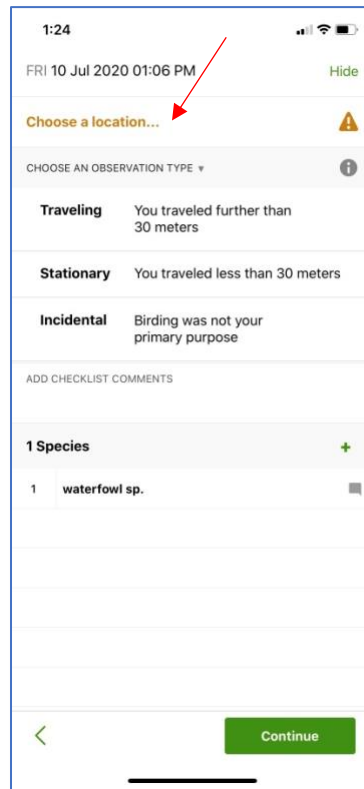 1:24
FRI 10 Jul 2020 01:06 PM Hide
Choose a location...
CHOOSE AN OBSERVATION TYPE
Traveling You traveled further than
30 meters
Stationary You traveled less than 30 meters
Incidental Birding was not your
primary purpose
ADD CHECKLIST COMMENTS
1 Species +
1 waterfowl sp.
Continue